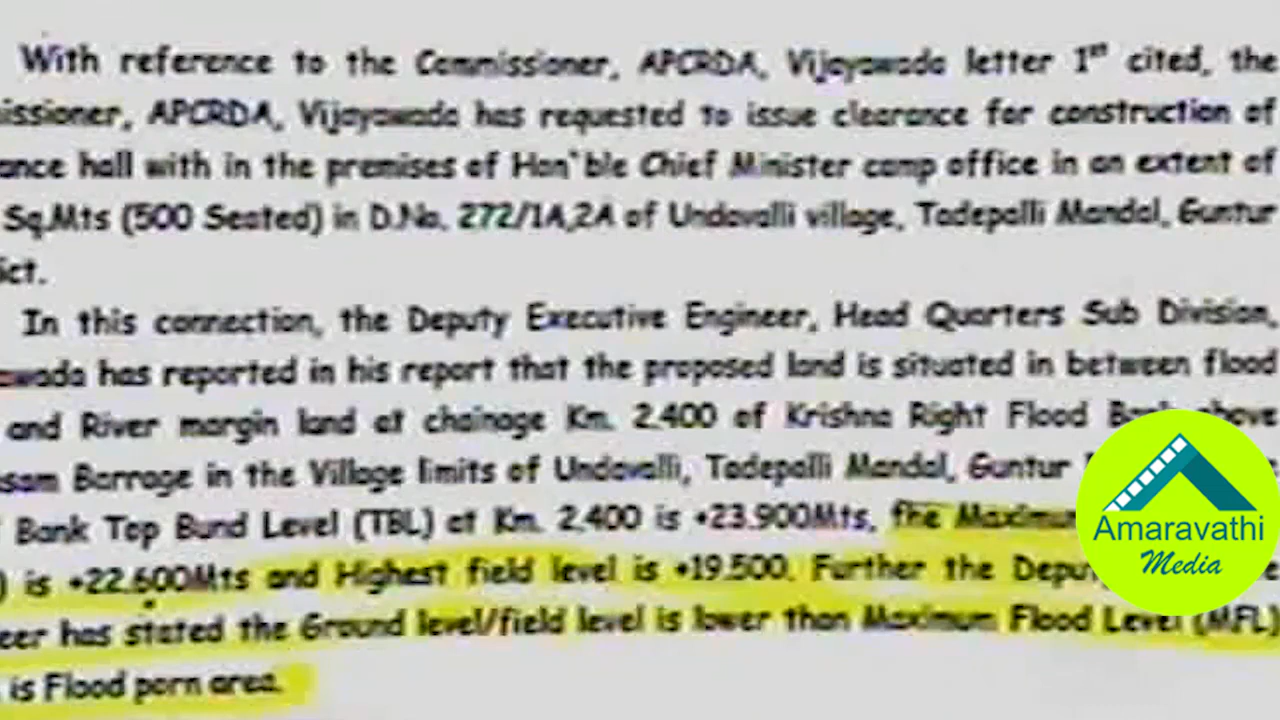 With reference to the Commissioner, APCRDA, Vijayawada letter 1st cited, the
issioner, APCRDA, Vijayawada has requested to issue clearance for construction of
ance hall with in the premises of Hon'ble Chief Minister camp office in an extent of
Sq.Mts (500 Seated) in D.No. 272/1A,2A of Undavalli village, Tadepalli Mandal, Guntur
ict.
In this connection, the Deputy Executive Engineer, Head Quarters Sub Division,
wada has reported in his report that the proposed land is situated in between flood
and River margin land at chainage Km. 2.400 of Krishna Right Flood Bank above
sam Barrage in the Village limits of Undavalli, Tadepalli Mandal, Guntur
Bank Top Bund Level (TBL) at Km. 2.400 is +23.900Mts, the Maximu
) is +22.600Mts and Highest field level is +19.500. Further the Depu
eer has stated the Ground level/field level is lower than Maximum Flood Level (MFL)
is Flood porn area.
Amaravathi
Media